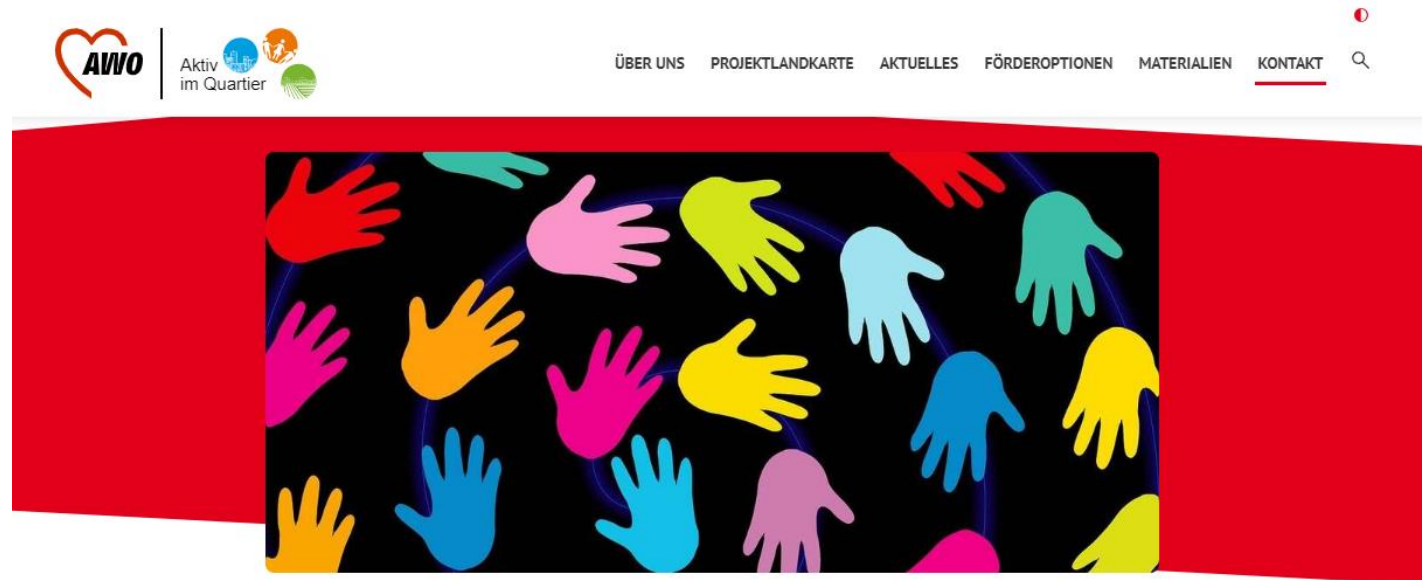 AWO
Aktiv
im Quartier
ÜBER UNS PROJEKTLANDKARTE AKTUELLES FÖRDEROPTIONEN MATERIALIEN KONTAKT